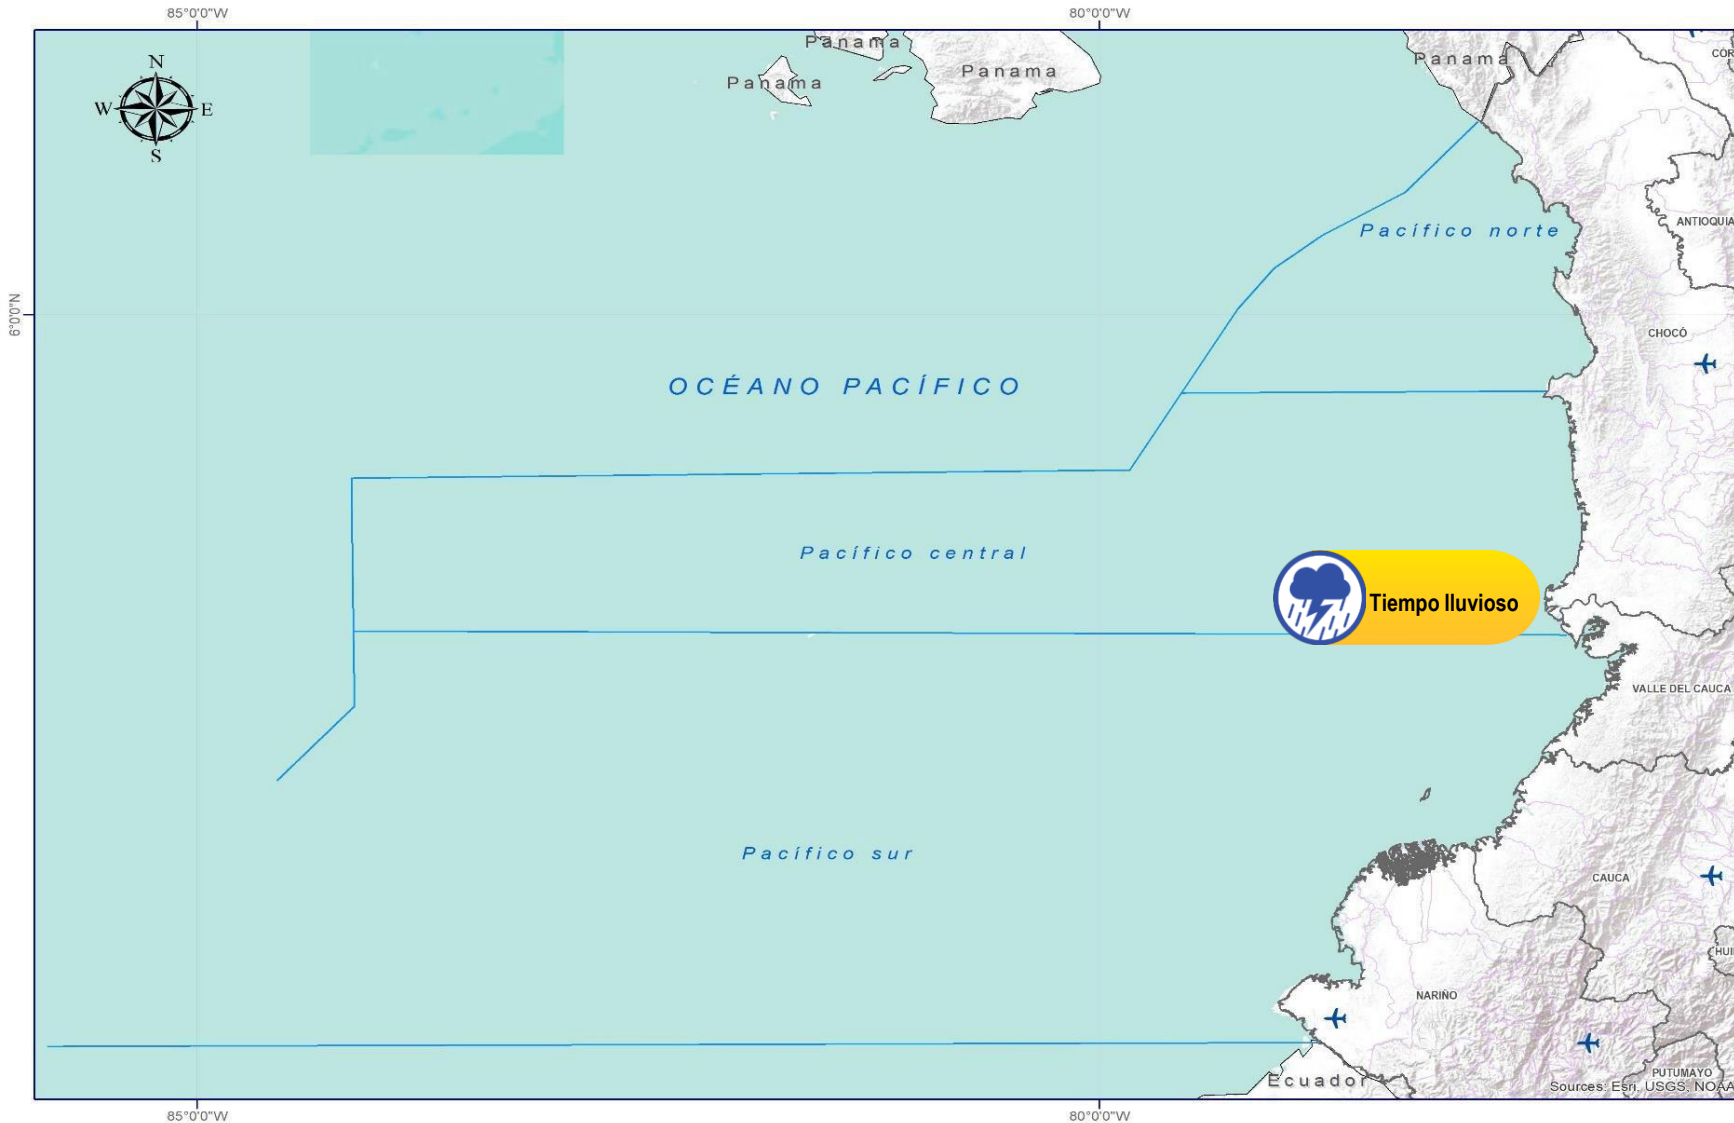 85°0'0"W
80°0'0"W
N
W
E
S
Panama
Panama
Panama
Panama
COR
Pacífico norte
ANTIOQUIA
6°0'0"N
CHOCÓ
OCÉANO PACÍFICO
Pacífico central
Tiempo lluvioso
VALLE DEL CAUCA
Pacífico sur
CAUCA
HUI
NARIÑO
PUTUMAYO
Ecuador
Sources: Esri, USGS, NOAA
85°0'0"W
80°0'0"W